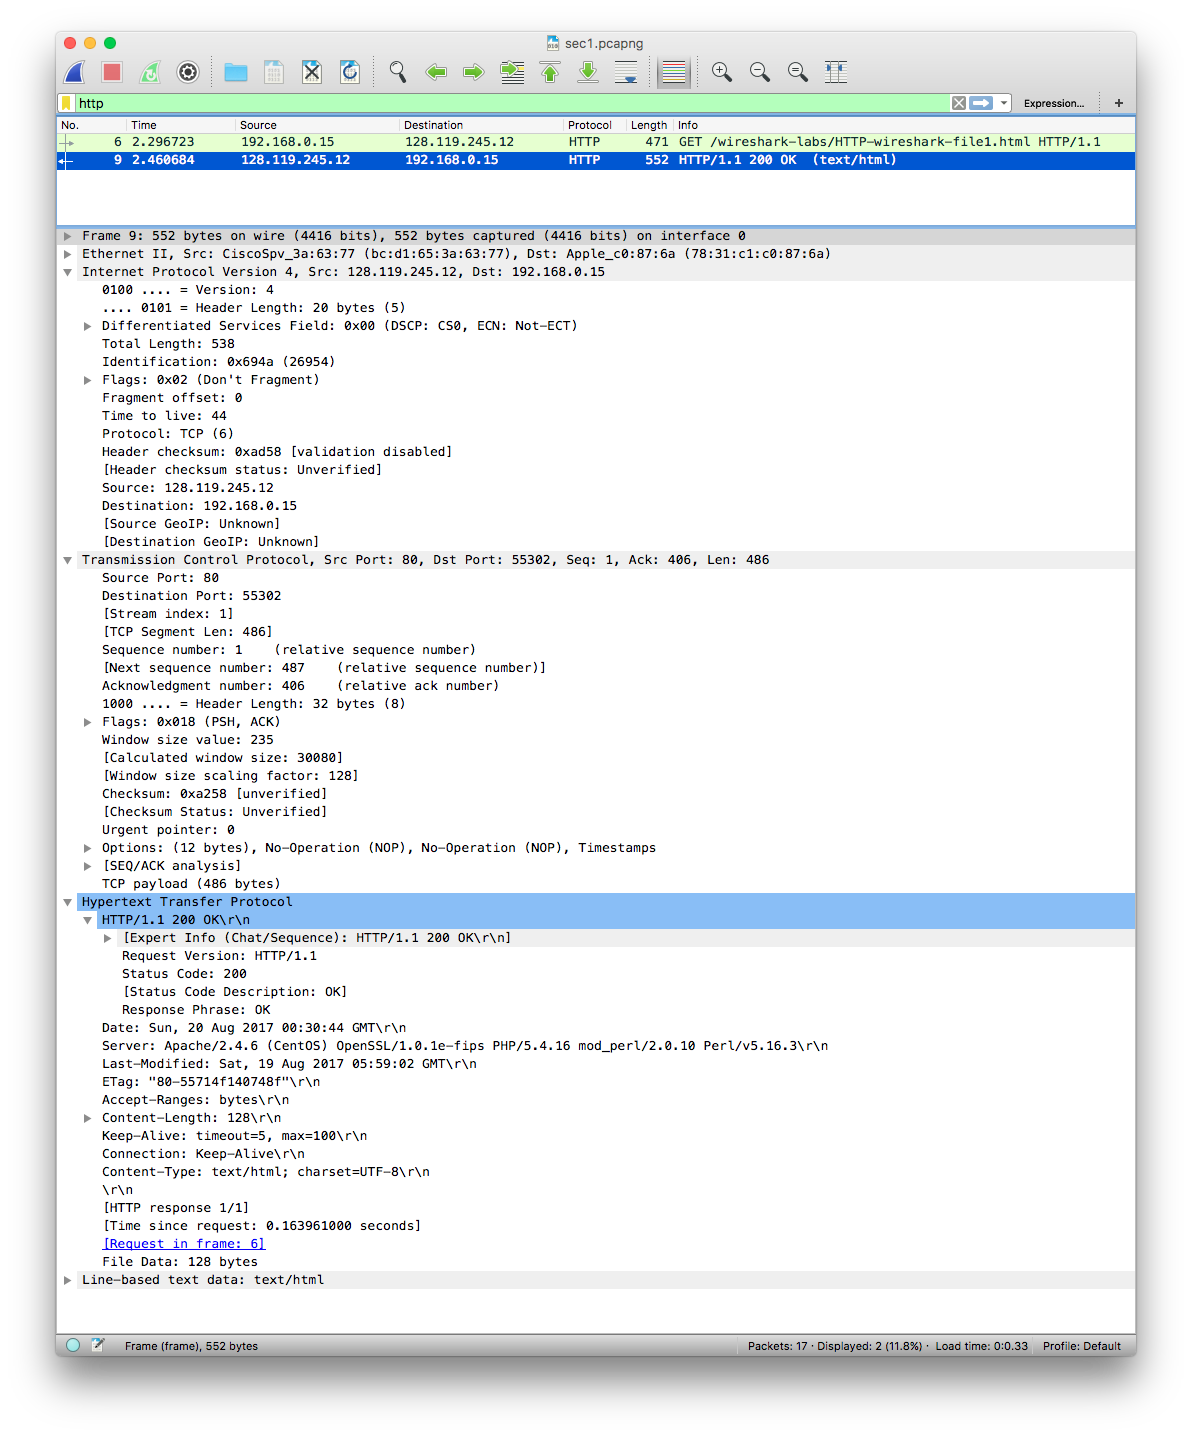 sec1.pcapng
http
Expression...
+
No. Time Source Destination Protocol Length Info
6 2.296723 192.168.0.15 128.119.245.12 HTTP 471 GET /wireshark-labs/HTTP-wireshark-file1.html HTTP/1.1
9 2.460684 128.119.245.12 192.168.0.15 HTTP 552 HTTP/1.1 200 OK (text/html)
Frame 9: 552 bytes on wire (4416 bits), 552 bytes captured (4416 bits) on interface 0
Ethernet II, Src: CiscoSpv_3a:63:77 (bc:d1:65:3a:63:77), Dst: Apple_c0:87:6a (78:31:c1:c0:87:6a)
Internet Protocol Version 4, Src: 128.119.245.12, Dst: 192.168.0.15
0100 .... = Version: 4
.... 0101 = Header Length: 20 bytes (5)
Differentiated Services Field: 0x00 (DSCP: CS0, ECN: Not-ECT)
Total Length: 538
Identification: 0x694a (26954)
Flags: 0x02 (Don't Fragment)
Fragment offset: 0
Time to live: 44
Protocol: TCP (6)
Header checksum: 0xad58 [validation disabled]
[Header checksum status: Unverified]
Source: 128.119.245.12
Destination: 192.168.0.15
[Source GeoIP: Unknown]
[Destination GeoIP: Unknown]
Transmission Control Protocol, Src Port: 80, Dst Port: 55302, Seq: 1, Ack: 406, Len: 486
Source Port: 80
Destination Port: 55302
[Stream index: 1]
[TCP Segment Len: 486]
Sequence number: 1 (relative sequence number)
[Next sequence number: 487 (relative sequence number)]
Acknowledgment number: 406 (relative ack number)
1000 .... = Header Length: 32 bytes (8)
Flags: 0x018 (PSH, ACK)
Window size value: 235
[Calculated window size: 30080]
[Window size scaling factor: 128]
Checksum: 0xa258 [unverified]
[Checksum Status: Unverified]
Urgent pointer: 0
Options: (12 bytes), No-Operation (NOP), No-Operation (NOP), Timestamps
[SEQ/ACK analysis]
TCP payload (486 bytes)
Hypertext Transfer Protocol
HTTP/1.1 200 OK\r\n
[Expert Info (Chat/Sequence): HTTP/1.1 200 OK\r\n]
Request Version: HTTP/1.1
Status Code: 200
[Status Code Description: OK]
Response Phrase: OK
Date: Sun, 20 Aug 2017 00:30:44 GMT\r\n
Server: Apache/2.4.6 (CentOS) OpenSSL/1.0.1e-fips PHP/5.4.16 mod_perl/2.0.10 Perl/v5.16.3\r\n
Last-Modified: Sat, 19 Aug 2017 05:59:02 GMT\r\n
ETag: "80-55714f140748f"\r\n
Accept-Ranges: bytes\r\n
Content-Length: 128\r\n
Keep-Alive: timeout=5, max=100\r\n
Connection: Keep-Alive\r\n
Content-Type: text/html; charset=UTF-8\r\n
\r\n
[HTTP response 1/1]
[Time since request: 0.163961000 seconds]
[Request in frame: 6]
File Data: 128 bytes
Line-based text data: text/html
Frame (frame), 552 bytes
Packets: 17 · Displayed: 2 (11.8%) · Load time: 0:0.33
Profile: Default